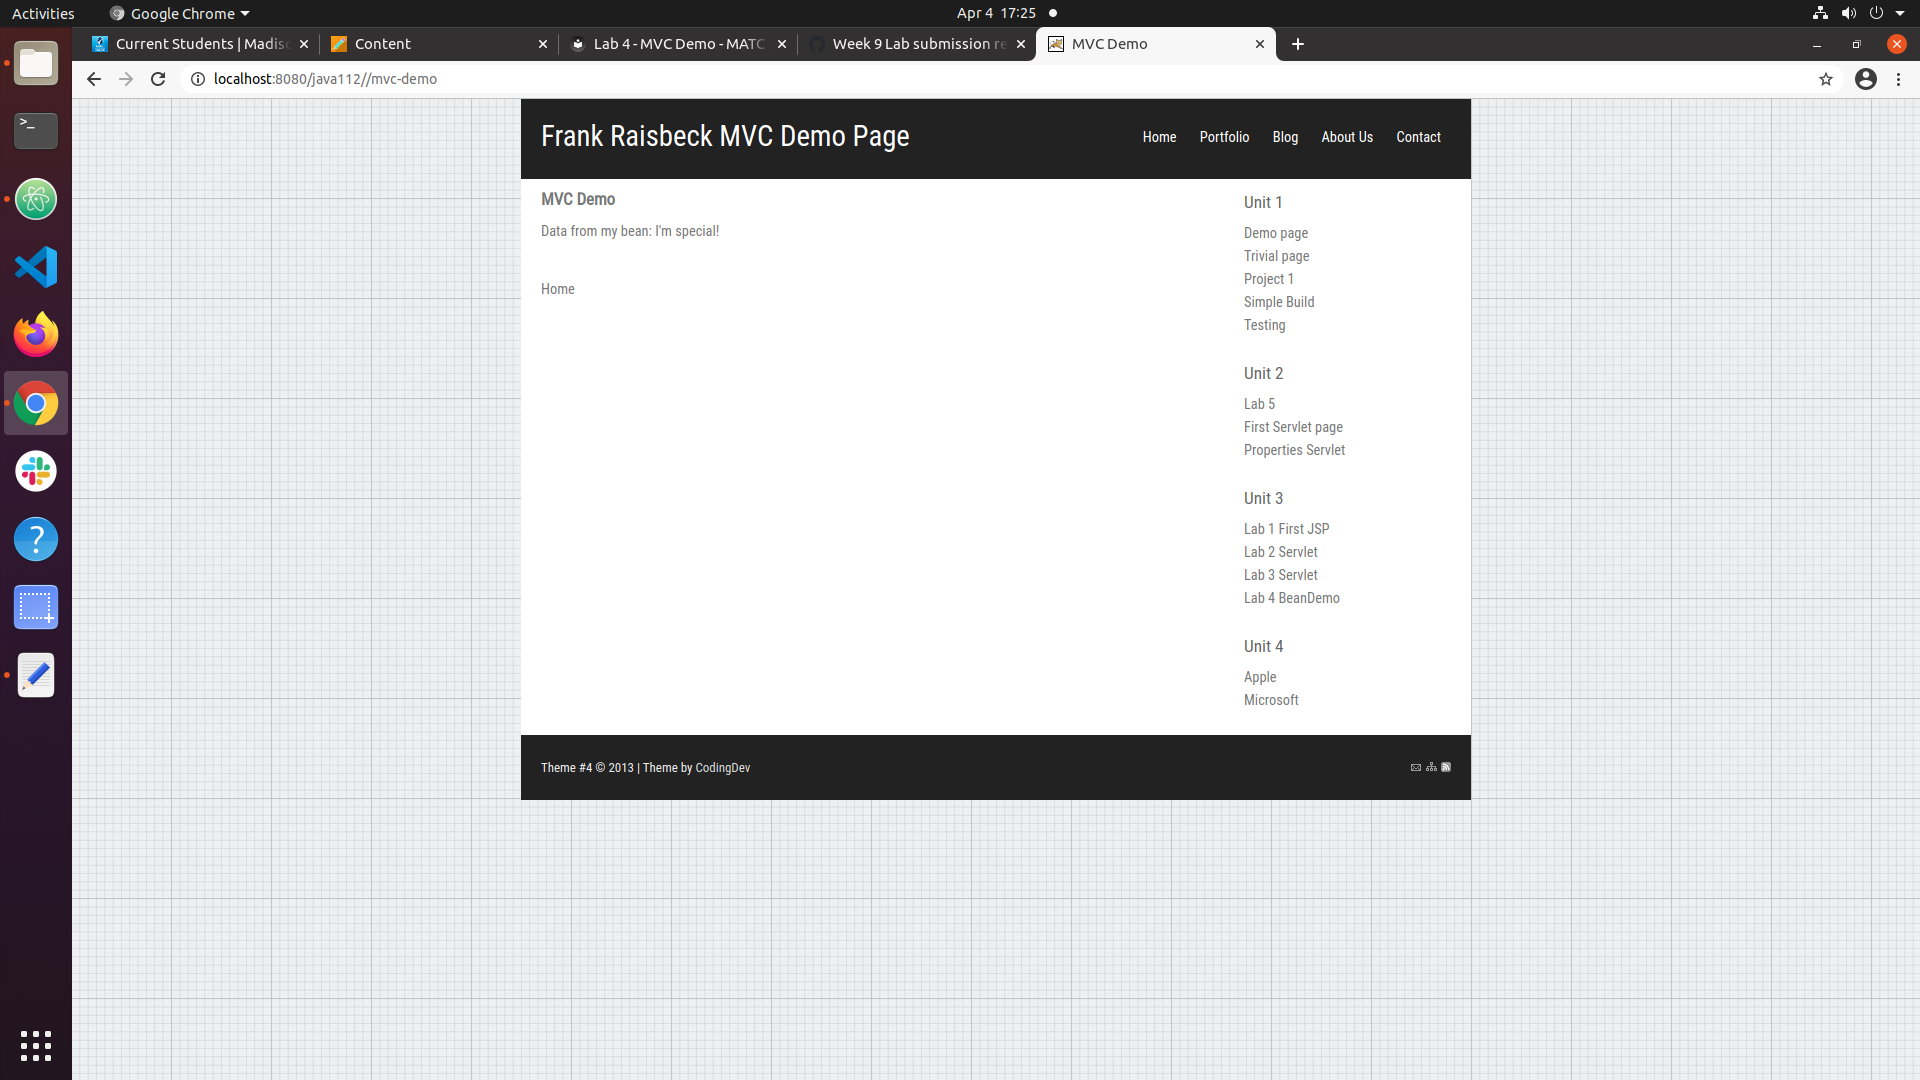 Activities Google Chrome Apr 4 17:25
Current Students | Madiso Content Lab 4 - MVC Demo - MATC Week 9 Lab submission re MVC Demo
localhost:8080/java112//mvc-demo
Frank Raisbeck MVC Demo Page
Home Portfolio Blog About Us Contact
MVC Demo
Data from my bean: I'm special!
Home
Unit 1
Demo page
Trivial page
Project 1
Simple Build
Testing
Unit 2
Lab 5
First Servlet page
Properties Servlet
Unit 3
Lab 1 First JSP
Lab 2 Servlet
Lab 3 Servlet
Lab 4 BeanDemo
Unit 4
Apple
Microsoft
Theme #4 © 2013 | Theme by CodingDev